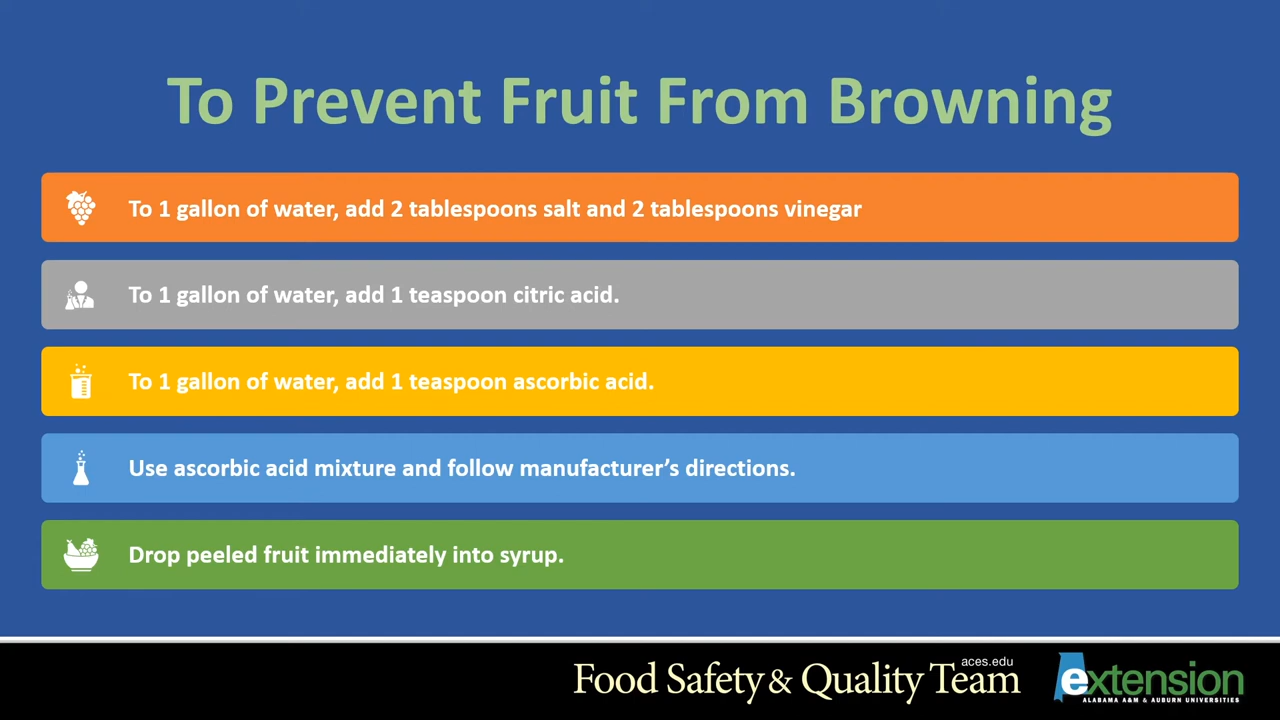 To Prevent Fruit From Browning
To 1 gallon of water, add 2 tablespoons salt and 2 tablespoons vinegar
To 1 gallon of water, add 1 teaspoon citric acid.
To 1 gallon of water, add 1 teaspoon ascorbic acid.
Use ascorbic acid mixture and follow manufacturer’s directions.
Drop peeled fruit immediately into syrup.
aces.edu
Food Safety & Quality Team
extension
ALABAMA A&M & AUBURN UNIVERSITIES